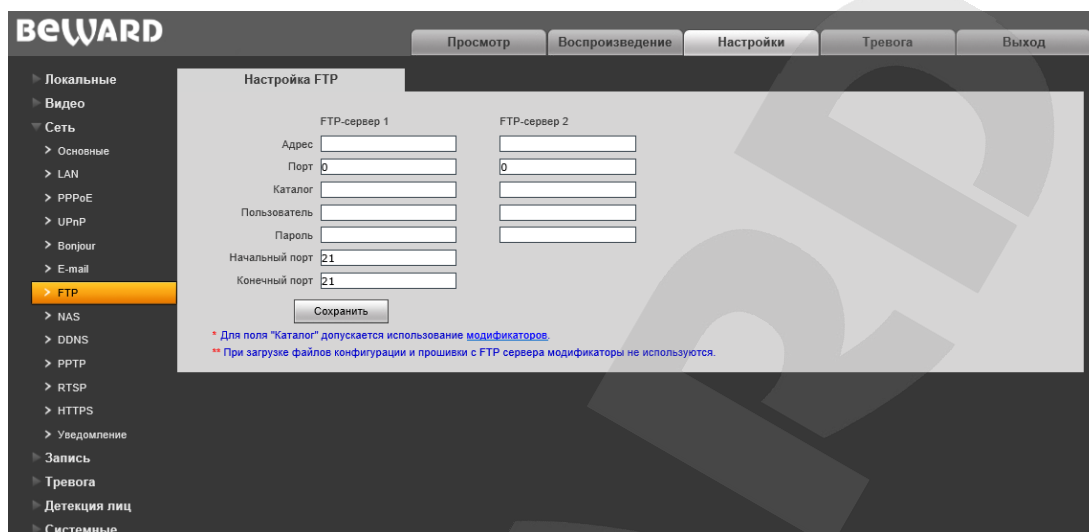 BEWARD
Просмотр Воспроизведение Настройки Тревога Выход
Локальные
Видео
Сеть
Основные
LAN
PPPoE
UPnP
Bonjour
E-mail
FTP
NAS
DDNS
PPTP
RTSP
HTTPS
Уведомление
Запись
Тревога
Детекция лиц
Системные
Настройка FTP
FTP-сервер 1 FTP-сервер 2
Адрес
Порт 0 0
Каталог
Пользователь
Пароль
Начальный порт 21
Конечный порт 21
Сохранить
* Для поля "Каталог" допускается использование модификаторов.
** При загрузке файлов конфигурации и прошивки с FTP сервера модификаторы не используются.